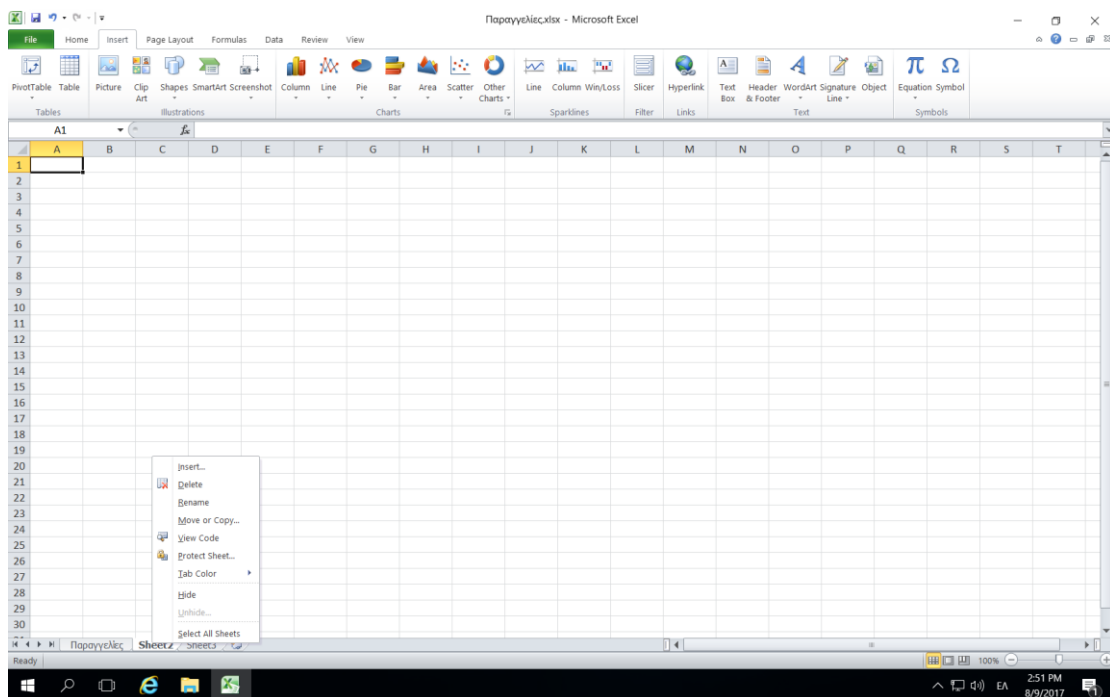 Παραγγελίες.xlsx - Microsoft Excel
File Home Insert Page Layout Formulas Data Review View
PivotTable Table Picture Clip Art Shapes SmartArt Screenshot Column Line Pie Bar Area Scatter Other Charts Line Column Win/Loss Slicer Hyperlink Text Box Header & Footer WordArt Signature Line Object Equation Symbol
Tables Illustrations Charts Sparklines Filter Links Text Symbols
A1 fx
A B C D E F G H I J K L M N O P Q R S T
1
2
3
4
5
6
7
8
9
10
11
12
13
14
15
16
17
18
19
20
21
22
23
24
25
26
27
28
29
30
Insert...
Delete
Rename
Move or Copy...
View Code
Protect Sheet...
Tab Color
Hide
Unhide...
Select All Sheets
Παραγγελίες Sheet2 Sheet3
Ready 100%
ΕΛ 2:51 PM
8/9/2017